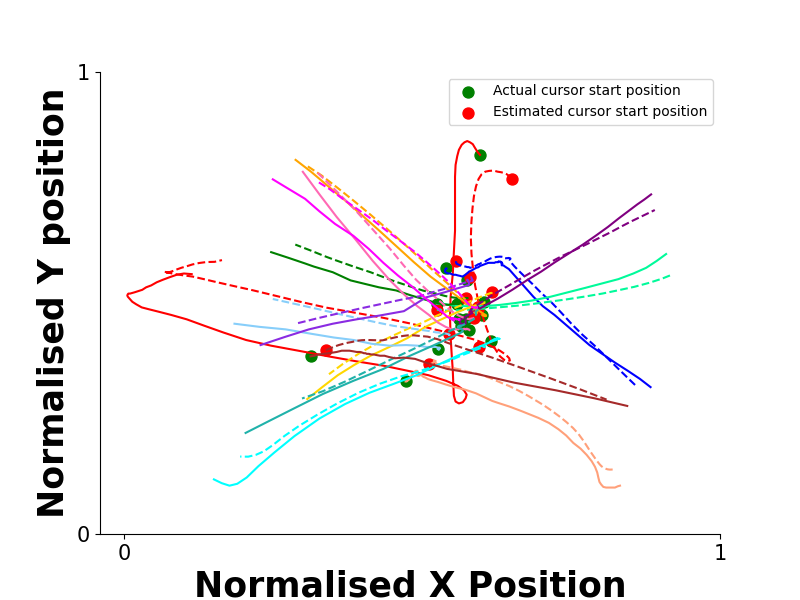 1
Actual cursor start position
Estimated cursor start position
Normalised Y position
0
0
1
Normalised X Position